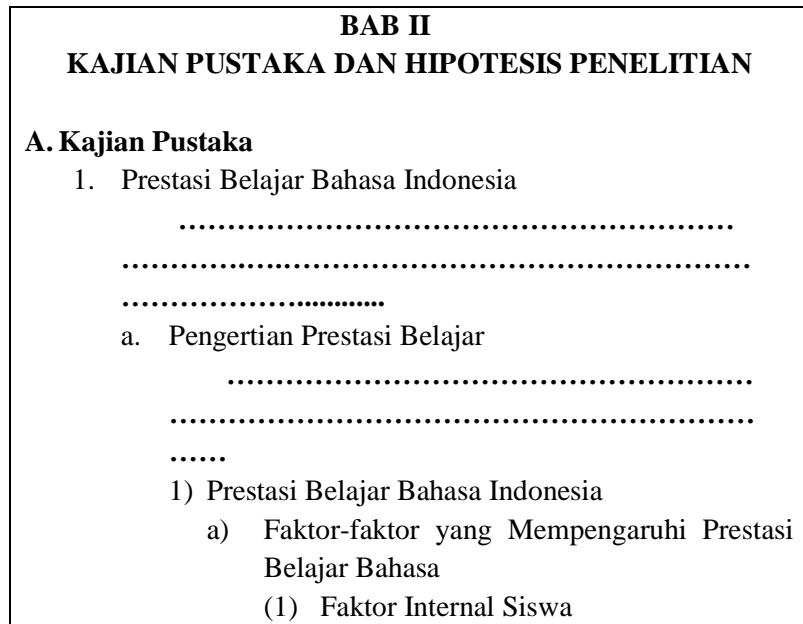 BAB II
KAJIAN PUSTAKA DAN HIPOTESIS PENELITIAN
A. Kajian Pustaka
1. Prestasi Belajar Bahasa Indonesia
…………………………………………………
………….….…………………………………………
………………............
a. Pengertian Prestasi Belajar
………………………………………………
……………………………………………………
……
1) Prestasi Belajar Bahasa Indonesia
a) Faktor-faktor yang Mempengaruhi Prestasi
Belajar Bahasa
(1) Faktor Internal Siswa